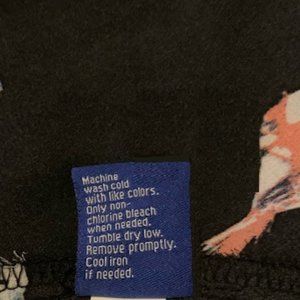 Machine
wash cold
with like colors.
Only non-
chlorine bleach
when needed.
Tumble dry low.
Remove promptly.
Cool iron
if needed.